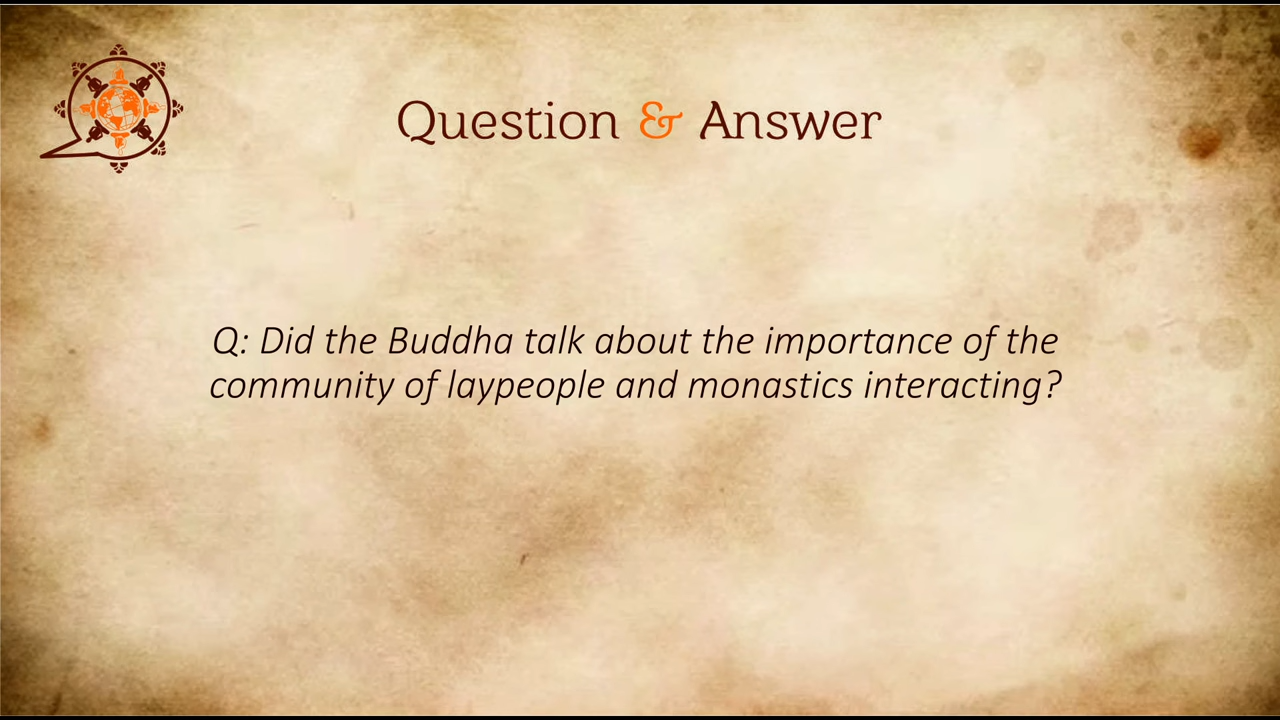 Question & Answer
Q: Did the Buddha talk about the importance of the
community of laypeople and monastics interacting?